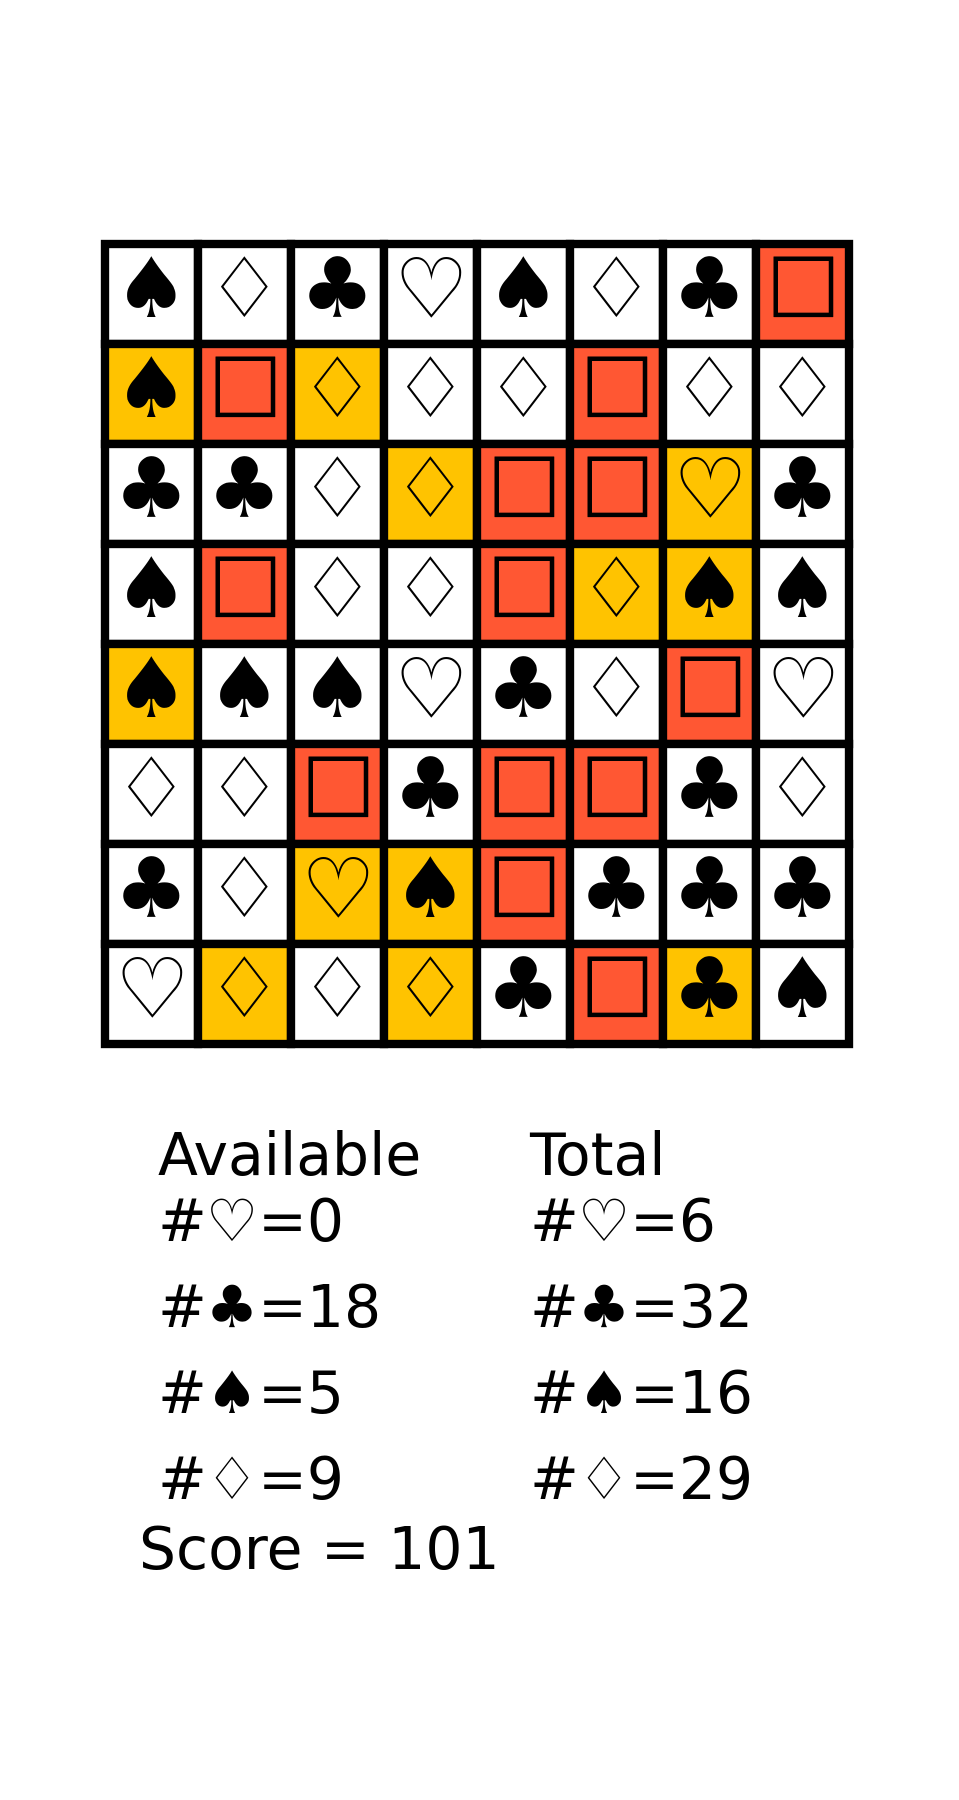 ♠ ♢ ♣ ♡ ♠ ♢ ♣ □
♠ □ ♢ ♢ ♢ □ ♢ ♢
♣ ♣ ♢ ♢ □ □ ♡ ♣
♠ □ ♢ ♢ □ ♢ ♠ ♠
♠ ♠ ♠ ♡ ♣ ♢ □ ♡
♢ ♢ □ ♣ □ □ ♣ ♢
♣ ♢ ♡ ♠ □ ♣ ♣ ♣
♡ ♢ ♢ ♢ ♣ □ ♣ ♠
Available Total
#♡=0 #♡=6
#♣=18 #♣=32
#♠=5 #♠=16
#♢=9 #♢=29
Score = 101